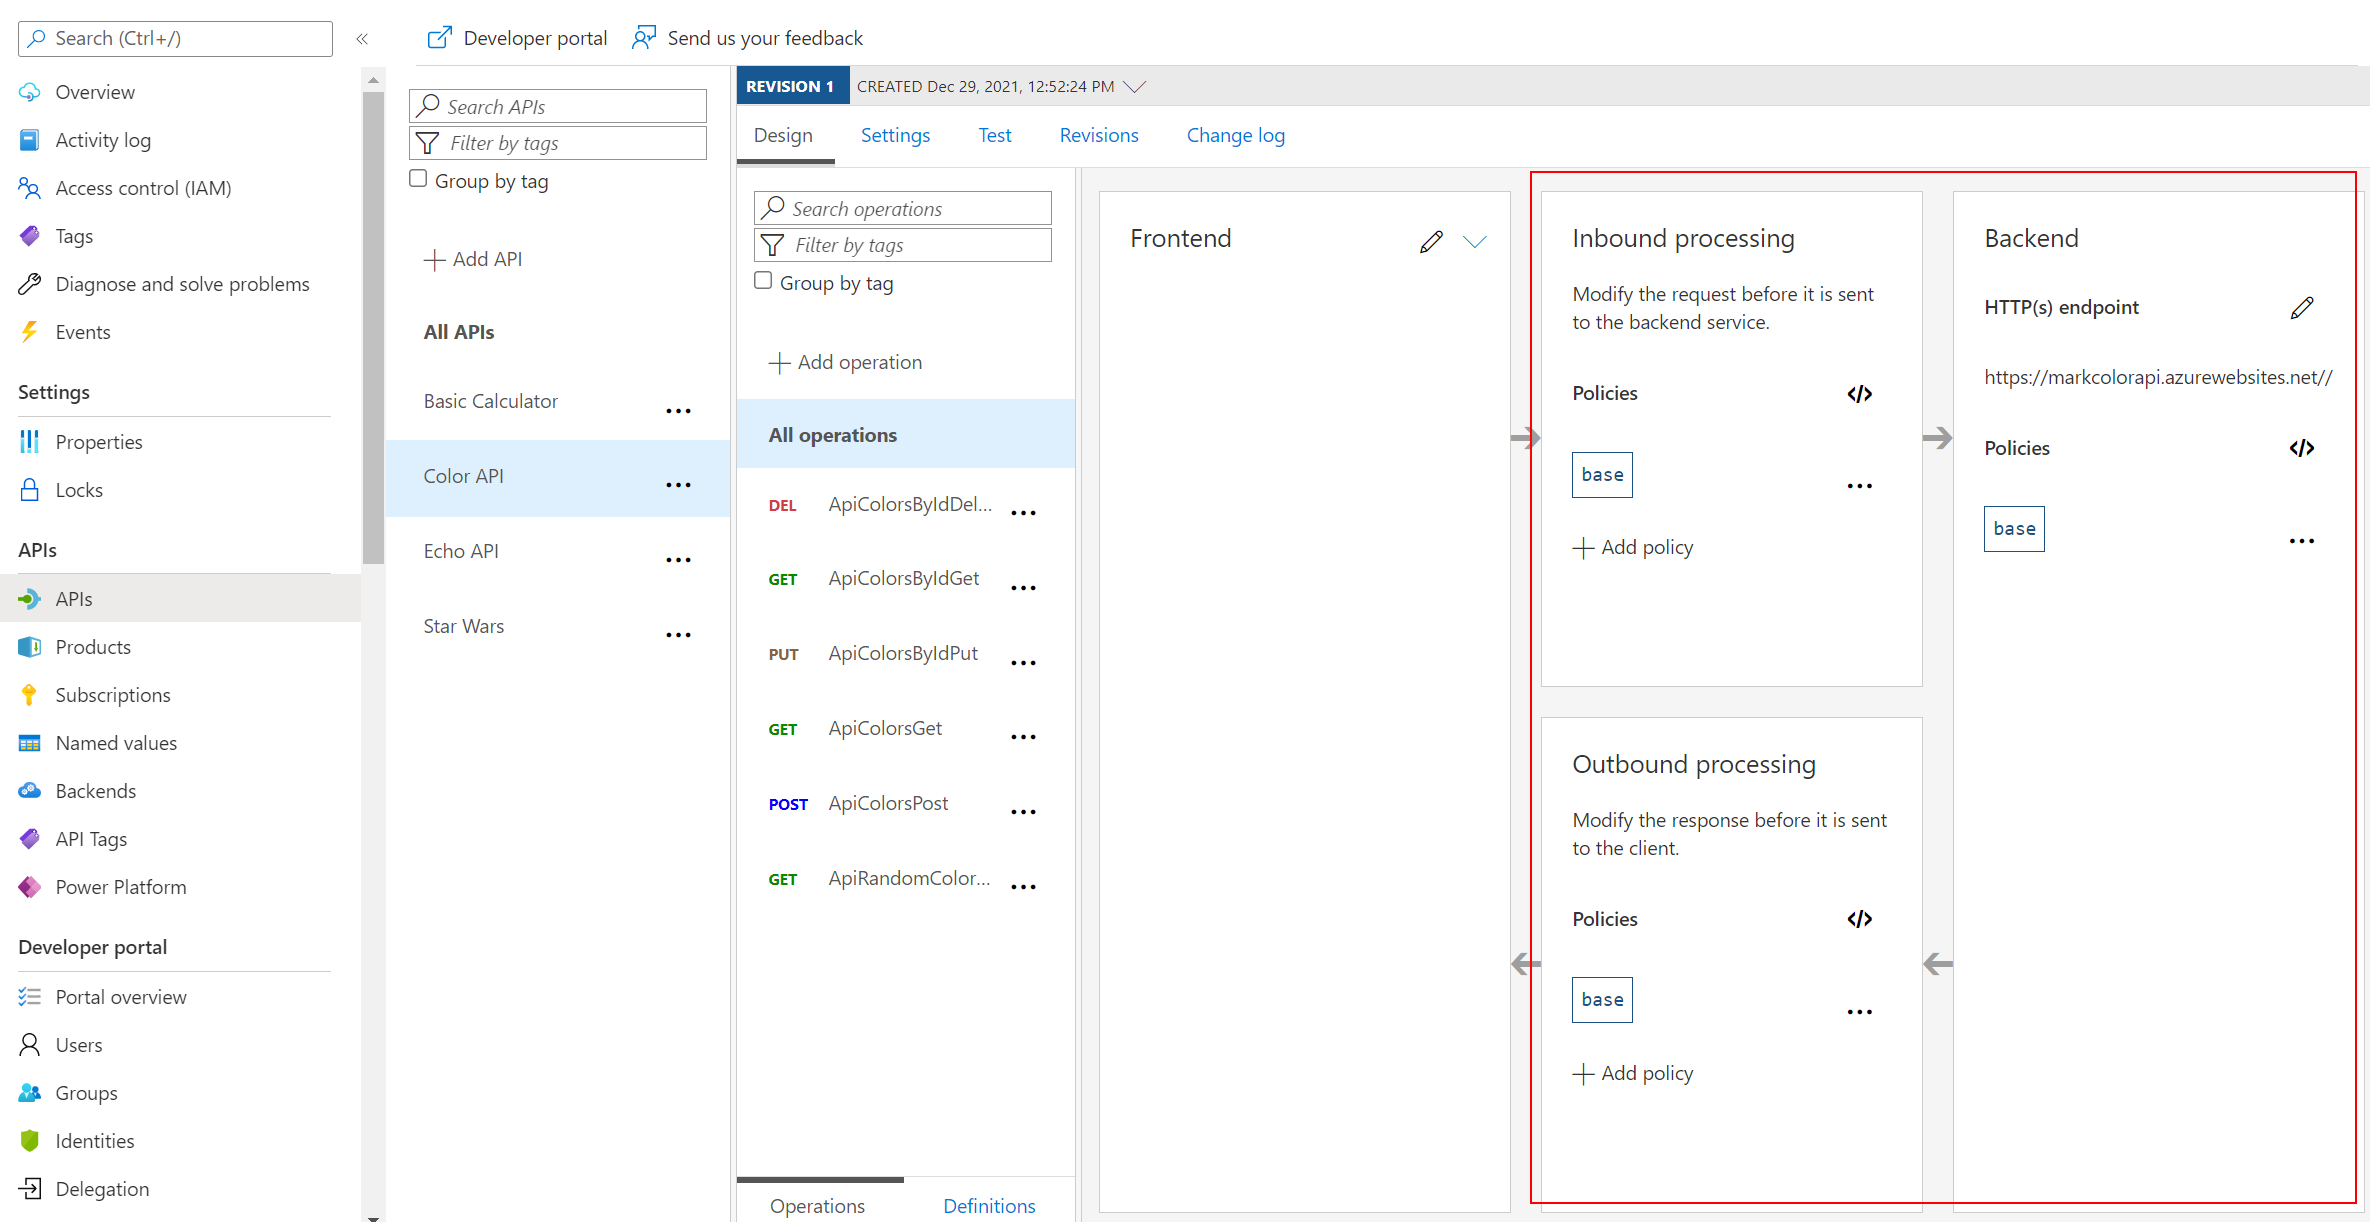 Search (Ctrl+/)
«
Overview
Activity log
Access control (IAM)
Tags
Diagnose and solve problems
Events
Settings
Properties
Locks
APIs
APIs
Products
Subscriptions
Named values
Backends
API Tags
Power Platform
Developer portal
Portal overview
Users
Groups
Identities
Delegation
Developer portal
Send us your feedback
Search APIs
Filter by tags
Group by tag
Add API
All APIs
Basic Calculator
Color API
Echo API
Star Wars
REVISION 1 CREATED Dec 29, 2021, 12:52:24 PM
Design Settings Test Revisions Change log
Search operations
Filter by tags
Group by tag
Add operation
All operations
DEL ApiColorsByIdDel...
GET ApiColorsByIdGet
PUT ApiColorsByIdPut
GET ApiColorsGet
POST ApiColorsPost
GET ApiRandomColor...
Operations Definitions
Frontend
Inbound processing
Modify the request before it is sent
to the backend service.
Policies </>
base
Add policy
Outbound processing
Modify the response before it is sent
to the client.
Policies </>
base
Add policy
Backend
HTTP(s) endpoint
https://markcolorapi.azurewebsites.net//
Policies </>
base